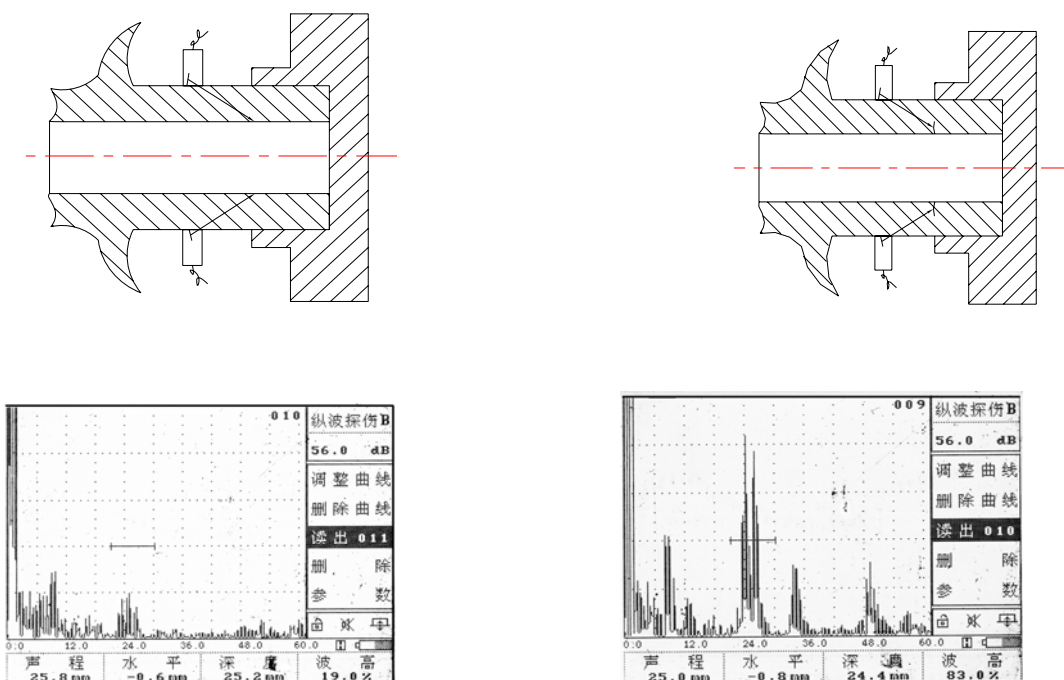 010
纵波探伤B
56.0 dB
调整曲线
删除曲线
读出 011
删 除
参 数
0.0 12.0 24.0 36.0 48.0 60.0
声 程 水 平 深 度 波 高
25.8mm -0.6mm 25.2mm 19.0%
009
纵波探伤B
56.0 dB
调整曲线
删除曲线
读出 010
删 除
参 数
0.0 12.0 24.0 36.0 48.0 60.0
声 程 水 平 深 度 波 高
25.0mm -0.8mm 24.4mm 83.0%